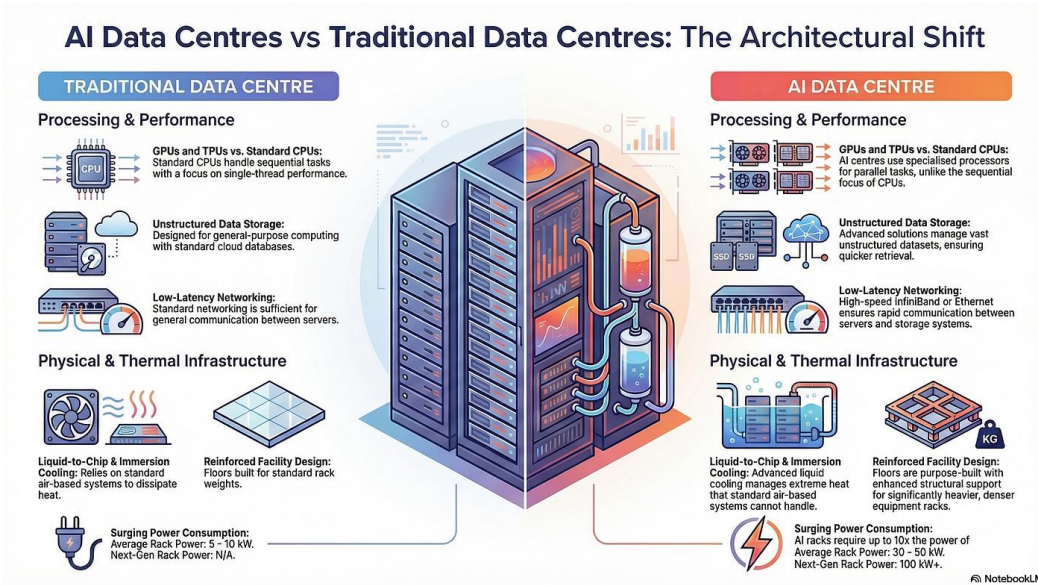 AI Data Centres vs Traditional Data Centres: The Architectural Shift
TRADITIONAL DATA CENTRE
Processing & Performance
CPU
GPUs and TPUs vs. Standard CPUs:
Standard CPUs handle sequential tasks
with a focus on single-thread performance.
Unstructured Data Storage:
Designed for general-purpose computing
with standard cloud databases.
Low-Latency Networking:
Standard networking is sufficient for
general communication between servers.
Physical & Thermal Infrastructure
Liquid-to-Chip & Immersion
Cooling: Relies on standard
air-based systems to dissipate
heat.
Reinforced Facility Design:
Floors built for standard rack
weights.
Surging Power Consumption:
Average Rack Power: 5 - 10 kW.
Next-Gen Rack Power: N/A.
AI DATA CENTRE
Processing & Performance
GPUs and TPUs vs. Standard CPUs:
AI centres use specialised processors
for parallel tasks, unlike the sequential
focus of CPUs.
SSD
SSD
Unstructured Data Storage:
Advanced solutions manage vast
unstructured datasets, ensuring
quicker retrieval.
Low-Latency Networking:
High-speed infiniBand or Ethernet
ensures rapid communication between
servers and storage systems.
Physical & Thermal Infrastructure
KG
Liquid-to-Chip & Immersion
Cooling: Advanced liquid
cooling manages extreme heat
that standard air-based
systems cannot handle.
Reinforced Facility Design:
Floors are purpose-built with
enhanced structural support
for significantly heavier, denser
equipment racks.
Surging Power Consumption:
AI racks require up to 10x the power of
Average Rack Power: 30 - 50 kW.
Next-Gen Rack Power: 100 kW+.
NotebookLM